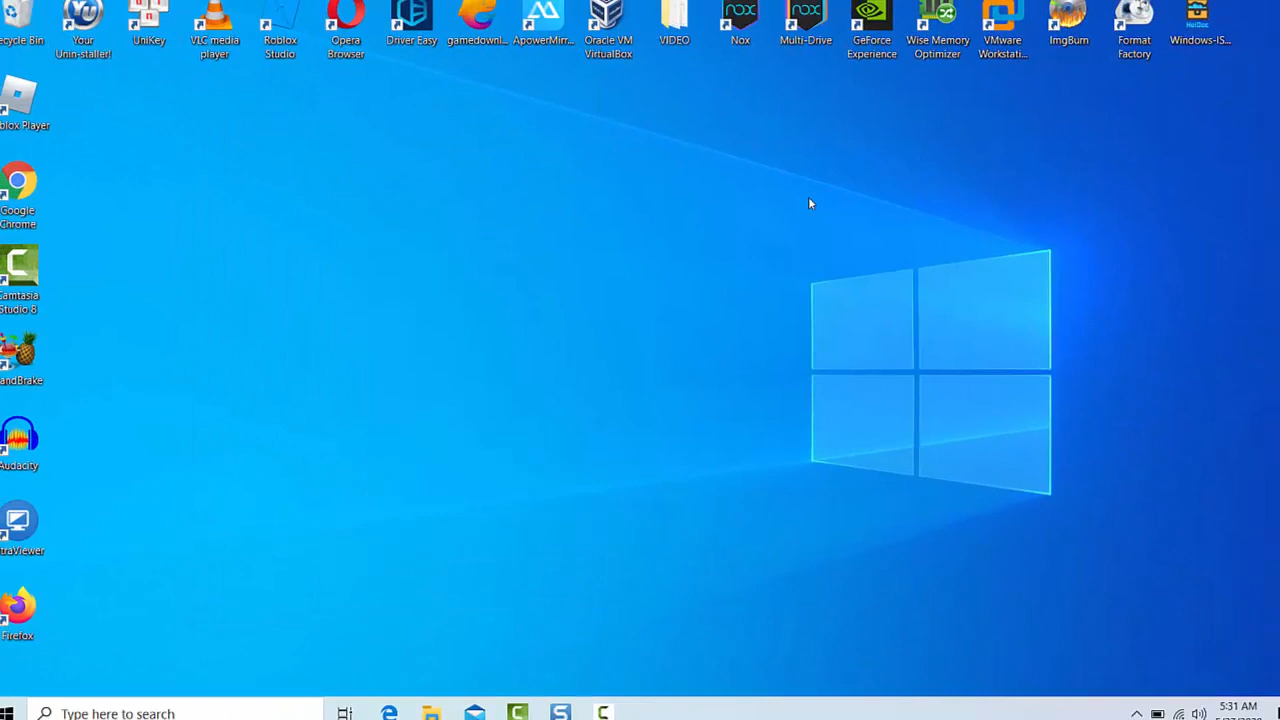 ecycle Bin
Your
Unin-staller!
UniKey
VLC media
player
Roblox
Studio
Opera
Browser
Driver Easy
gamedownl...
ApowerMirr...
Oracle VM
VirtualBox
VIDEO
Nox
Multi-Drive
GeForce
Experience
Wise Memory
Optimizer
VMware
Workstati...
ImgBurn
Format
Factory
Windows-IS...
blox Player
Google
Chrome
Camtasia
Studio 8
andBrake
Audacity
traViewer
Firefox
Type here to search
5:31 AM